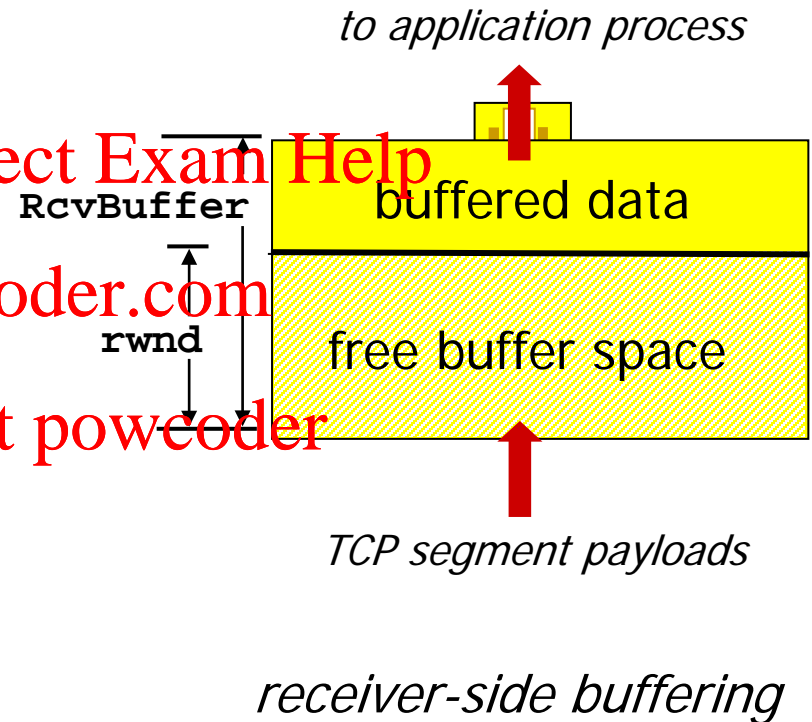 to application process
ect Exam Help
RcvBuffer
buffered data
oder.com
rwnd
free buffer space
t powcoder
TCP segment payloads
receiver-side buffering